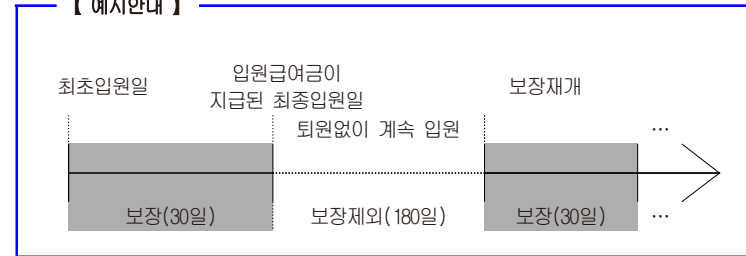 【 예시안내 】
최초입원일
입원급여금이
지급된 최종입원일
보장재개
퇴원없이 계속 입원
...
보장(30일)
보장제외(180일)
보장(30일)
...